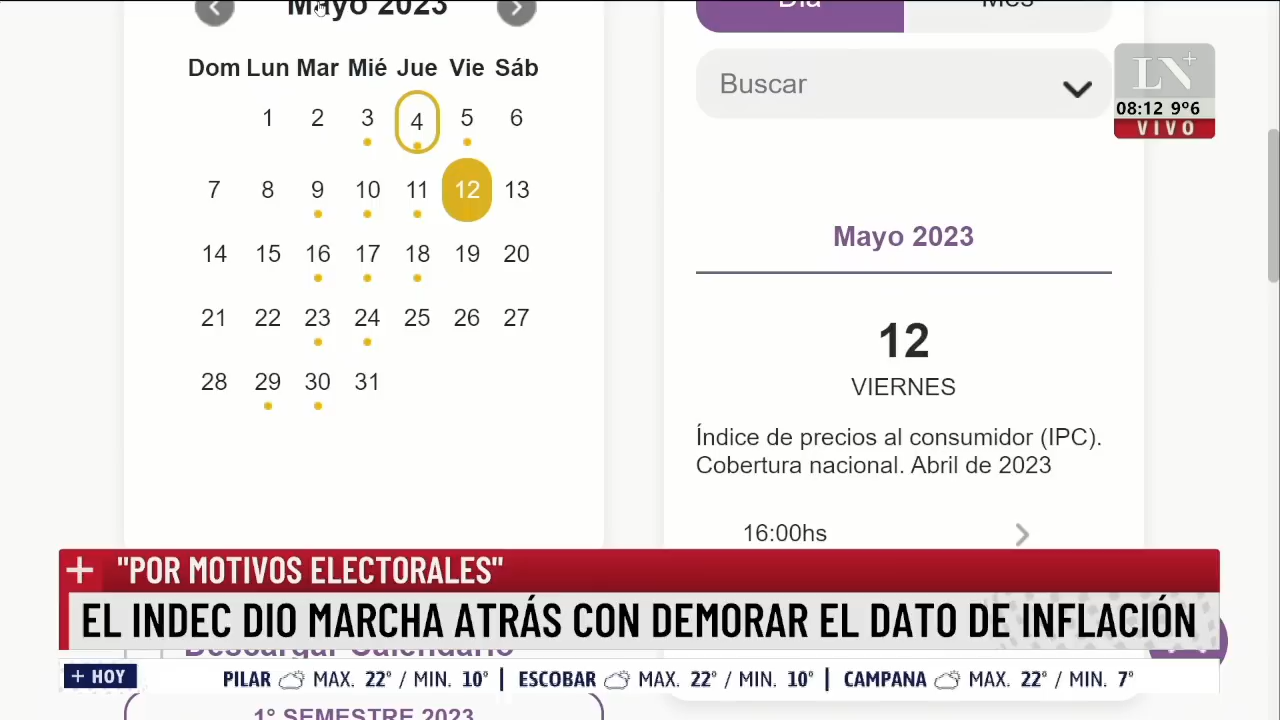 Mayo 2023
Dom Lun Mar Mié Jue Vie Sáb
1 2 3 4 5 6
7 8 9 10 11 12 13
14 15 16 17 18 19 20
21 22 23 24 25 26 27
28 29 30 31
Día Mes
Buscar
LN+
08:12 9°6
VIVO
Mayo 2023
12
VIERNES
Índice de precios al consumidor (IPC).
Cobertura nacional. Abril de 2023
16:00hs
+ "POR MOTIVOS ELECTORALES"
EL INDEC DIO MARCHA ATRÁS CON DEMORAR EL DATO DE INFLACIÓN
Descargar Calendario
+ HOY PILAR MAX. 22° / MIN. 10° | ESCOBAR MAX. 22° / MIN. 10° | CAMPANA MAX. 22° / MIN. 7°
1° SEMESTRE 2023